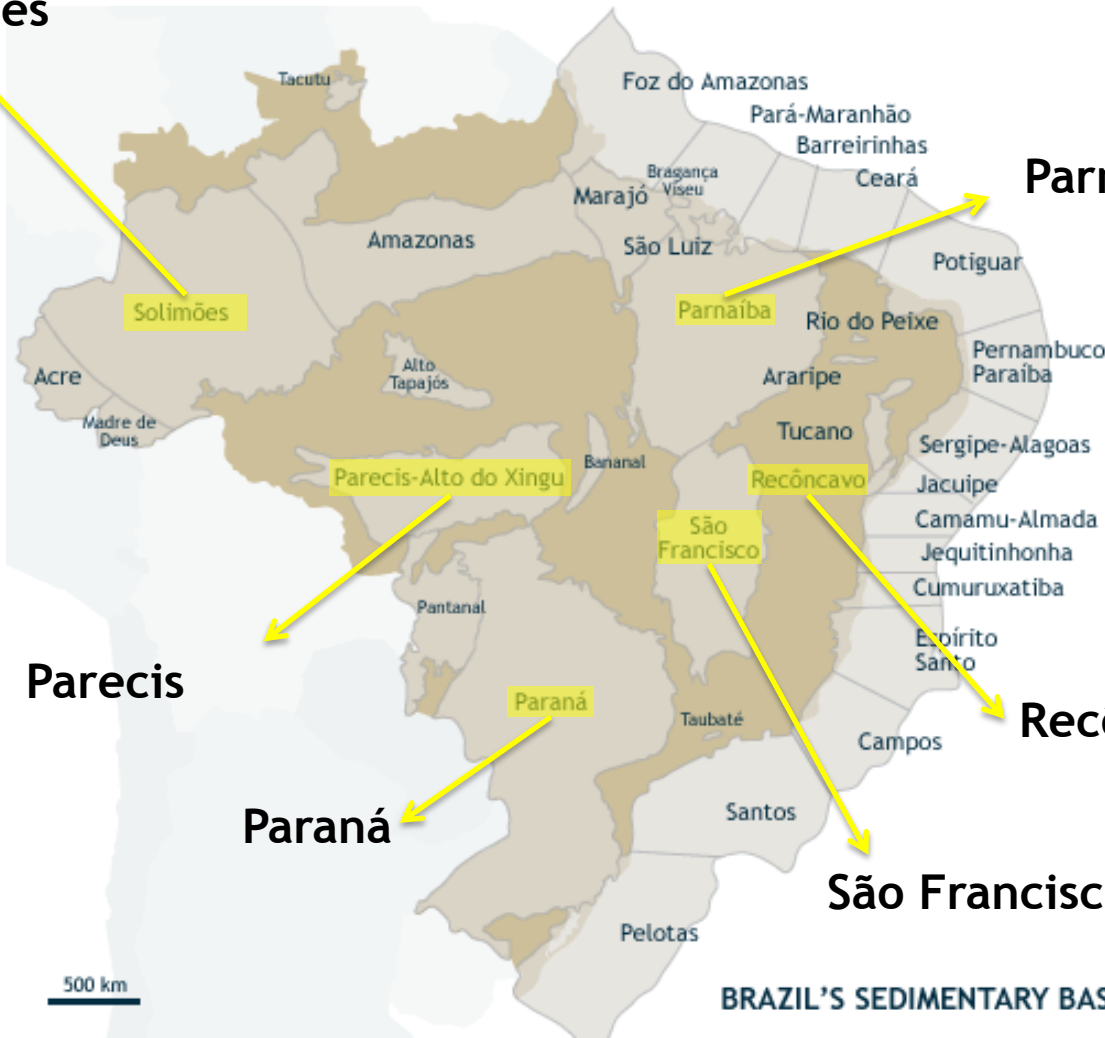 es
Tacutu
Foz do Amazonas
Pará-Maranhão
Barreirinhas
Ceará
Bragança
Viseu
Marajó
Parn
Amazonas
São Luiz
Potiguar
Solimões
Parnaíba
Rio do Peixe
Pernambuco
Paraíba
Acre
Alto
Tapajós
Araripe
Madre de
Deus
Tucano
Sergipe-Alagoas
Parecis-Alto do Xingu
Bananal
Recôncavo
Jacuipe
São
Francisco
Camamu-Almada
Jequitinhonha
Cumuruxatiba
Pantanal
Espírito
Santo
Parecis
Paraná
Taubaté
Recô
Campos
Paraná
Santos
São Francisc
Pelotas
500 km
BRAZIL'S SEDIMENTARY BAS